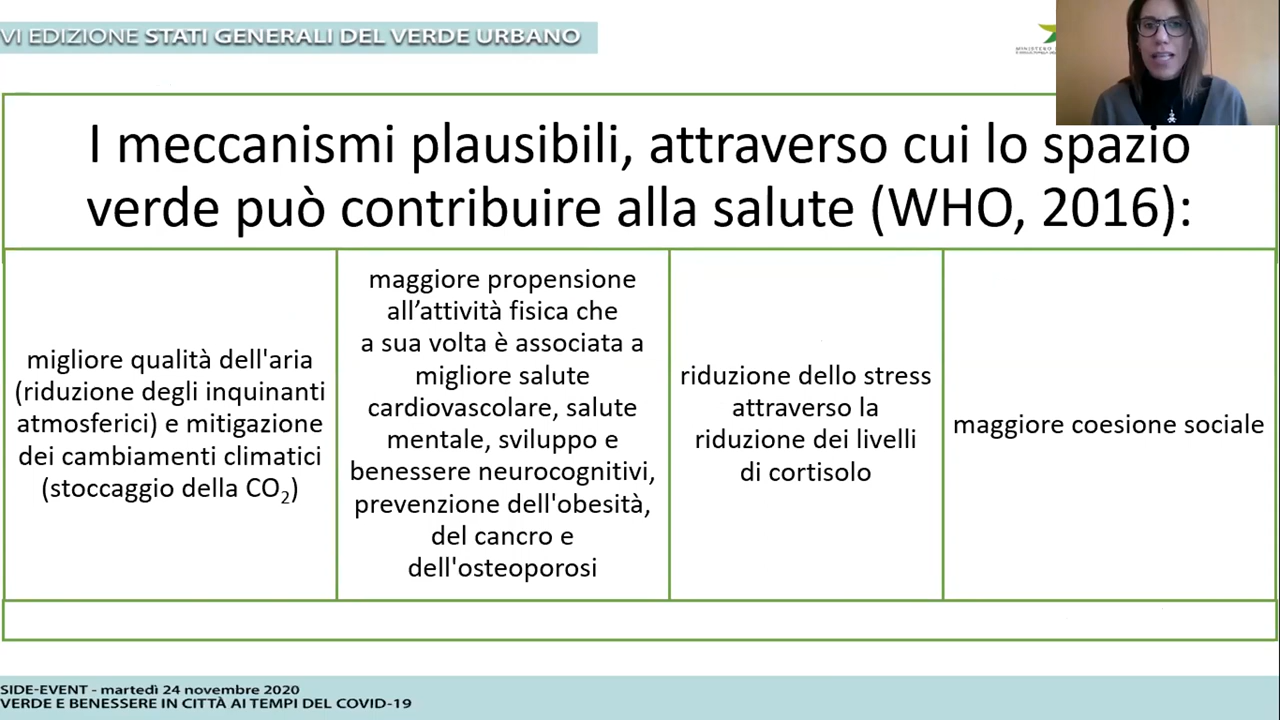 VI EDIZIONE STATI GENERALI DEL VERDE URBANO
MINISTERO
I meccanismi plausibili, attraverso cui lo spazio
verde può contribuire alla salute (WHO, 2016):
migliore qualità dell'aria
(riduzione degli inquinanti
atmosferici) e mitigazione
dei cambiamenti climatici
(stoccaggio della CO₂)
maggiore propensione
all’attività fisica che
a sua volta è associata a
migliore salute
cardiovascolare, salute
mentale, sviluppo e
benessere neurocognitivi,
prevenzione dell'obesità,
del cancro e
dell'osteoporosi
riduzione dello stress
attraverso la
riduzione dei livelli
di cortisolo
maggiore coesione sociale
SIDE-EVENT - martedì 24 novembre 2020
VERDE E BENESSERE IN CITTÀ AI TEMPI DEL COVID-19